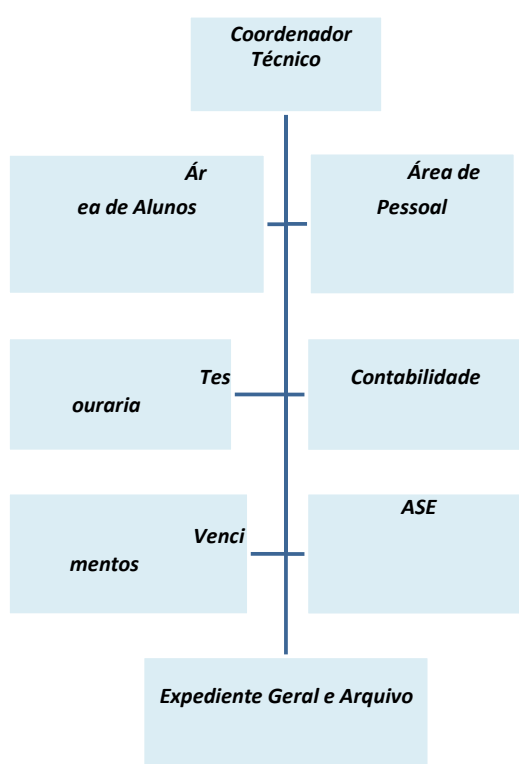 Coordenador
Técnico
Ár
ea de Alunos
Área de
Pessoal
Tes
ouraria
Contabilidade
Venci
mentos
ASE
Expediente Geral e Arquivo